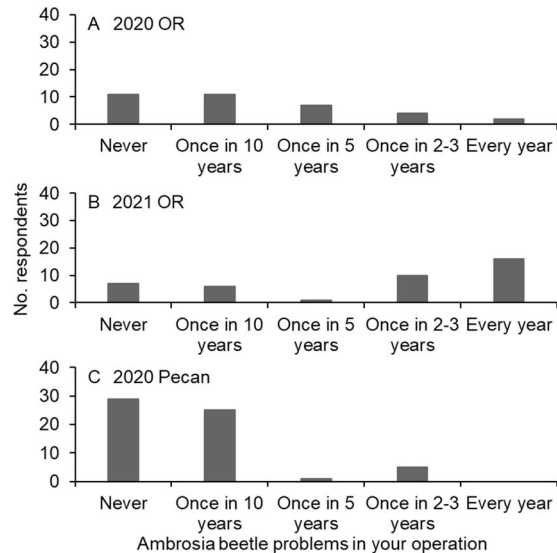 A 2020 OR
40
30
20
10
0
Never Once in 10 years Once in 5 years Once in 2-3 years Every year
B 2021 OR
40
30
20
10
0
Never Once in 10 years Once in 5 years Once in 2-3 years Every year
C 2020 Pecan
40
30
20
10
0
Never Once in 10 years Once in 5 years Once in 2-3 years Every year
No. respondents
Ambrosia beetle problems in your operation